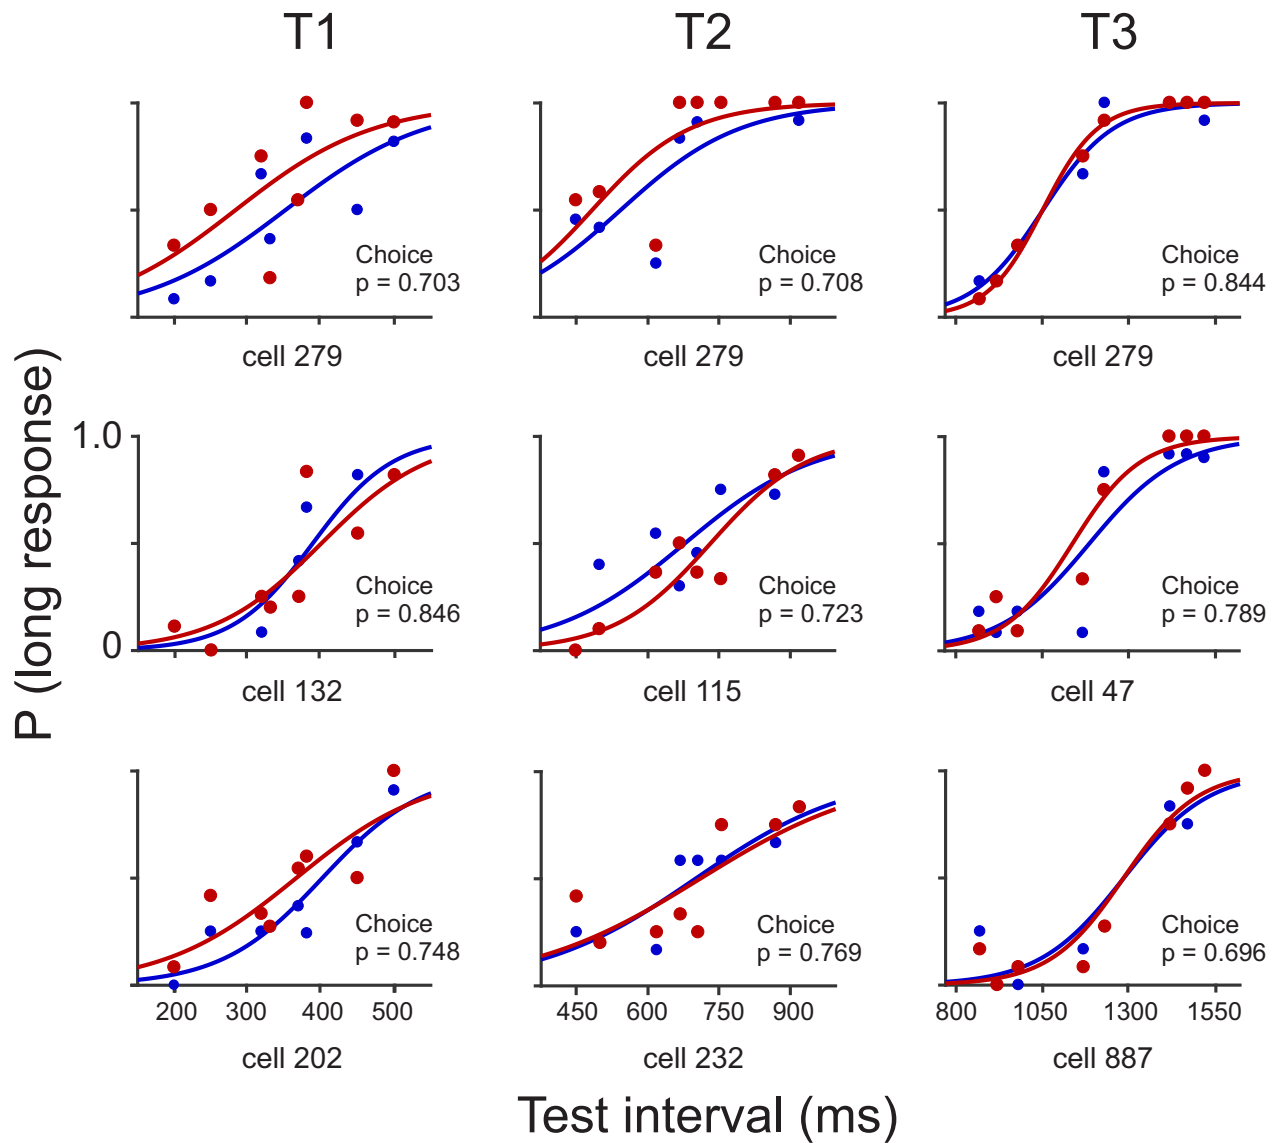 T1 T2 T3
Choice
p = 0.703
Choice
p = 0.708
Choice
p = 0.844
cell 279 cell 279 cell 279
P (long response)
1.0
0
Choice
p = 0.846
Choice
p = 0.723
Choice
p = 0.789
cell 132 cell 115 cell 47
Choice
p = 0.748
Choice
p = 0.769
Choice
p = 0.696
200 300 400 500 450 600 750 900 800 1050 1300 1550
cell 202 cell 232 cell 887
Test interval (ms)